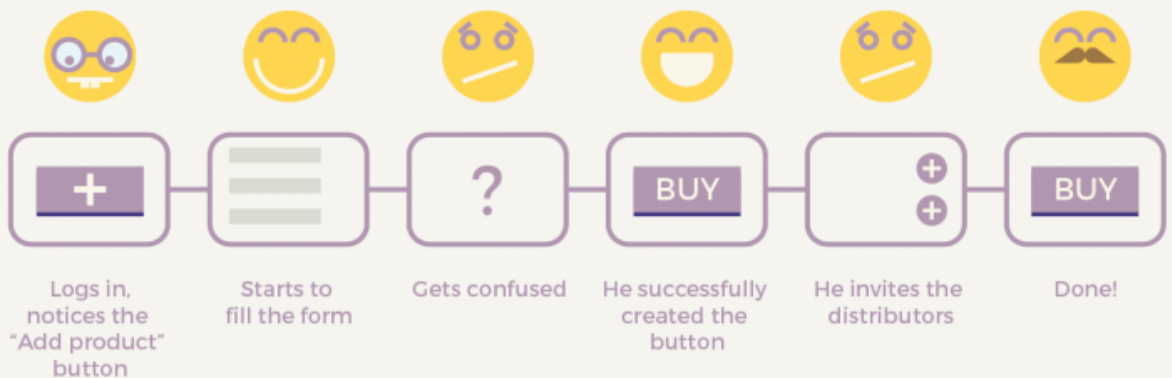 ?
BUY
BUY
Logs in,
notices the
“Add product”
button
Starts to
fill the form
Gets confused
He successfully
created the
button
He invites the
distributors
Done!